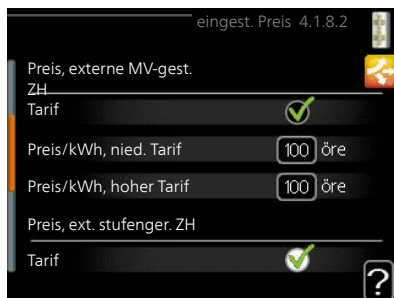 eingest. Preis 4.1.8.2
Preis, externe MV-gest.
ZH
Tarif
Preis/kWh, nied. Tarif 100 öre
Preis/kWh, hoher Tarif 100 öre
Preis, ext. stufenger. ZH
Tarif
?